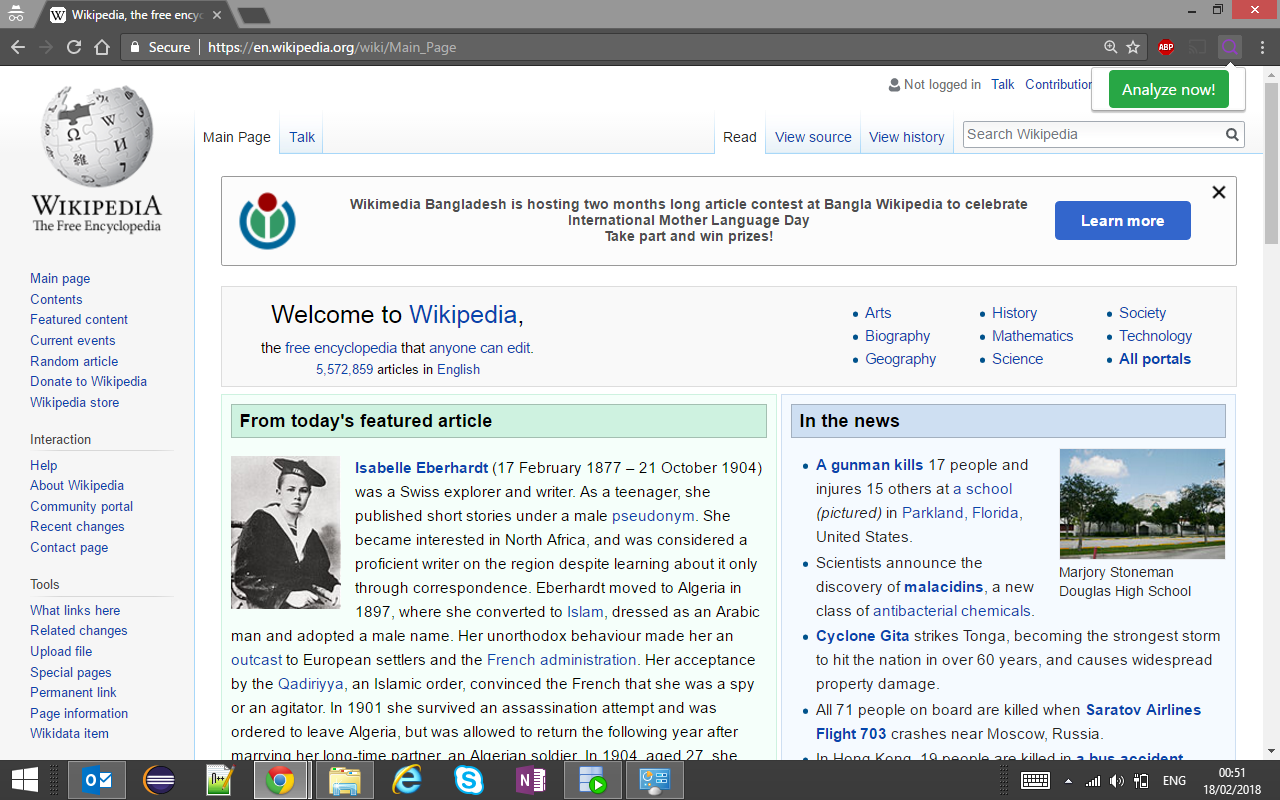 Wikipedia, the free ency
Secure | https://en.wikipedia.org/wiki/Main_Page
ABP
Not logged in Talk Contribution
Analyze now!
Main Page Talk Read View source View history Search Wikipedia
WIKIPEDIA
The Free Encyclopedia
Wikimedia Bangladesh is hosting two months long article contest at Bangla Wikipedia to celebrate
International Mother Language Day
Take part and win prizes!
Learn more
Main page
Contents
Featured content
Current events
Random article
Donate to Wikipedia
Wikipedia store
Interaction
Help
About Wikipedia
Community portal
Recent changes
Contact page
Tools
What links here
Related changes
Upload file
Special pages
Permanent link
Page information
Wikidata item
Welcome to Wikipedia,
the free encyclopedia that anyone can edit.
5,572,859 articles in English
Arts
Biography
Geography
History
Mathematics
Science
Society
Technology
All portals
From today's featured article
Isabelle Eberhardt (17 February 1877 – 21 October 1904)
was a Swiss explorer and writer. As a teenager, she
published short stories under a male pseudonym. She
became interested in North Africa, and was considered a
proficient writer on the region despite learning about it only
through correspondence. Eberhardt moved to Algeria in
1897, where she converted to Islam, dressed as an Arabic
man and adopted a male name. Her unorthodox behaviour made her an
outcast to European settlers and the French administration. Her acceptance
by the Qadiriyya, an Islamic order, convinced the French that she was a spy
or an agitator. In 1901 she survived an assassination attempt and was
ordered to leave Algeria, but was allowed to return the following year after
marrying her long-time partner, an Algerian soldier. In 1904, aged 27, she
In the news
A gunman kills 17 people and
injures 15 others at a school
(pictured) in Parkland, Florida,
United States.
Marjory Stoneman
Douglas High School
Scientists announce the
discovery of malacidins, a new
class of antibacterial chemicals.
Cyclone Gita strikes Tonga, becoming the strongest storm
to hit the nation in over 60 years, and causes widespread
property damage.
All 71 people on board are killed when Saratov Airlines
Flight 703 crashes near Moscow, Russia.
In Hong Kong, 19 people are killed in a bus accident
ENG
00:51
18/02/2018